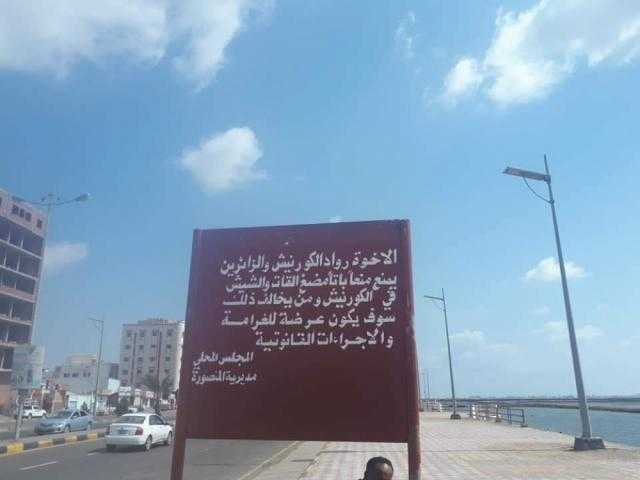 الاخوة رواد الكورنيش والزائرين
يمنع منعاً باتاً مضغ القات والشيش
في الكورنيش ومن يخالف ذلك
سوف يكون عرضة للغرامة
والاجراءات القانونية
المجلس المحلي
مديرية المنصورة